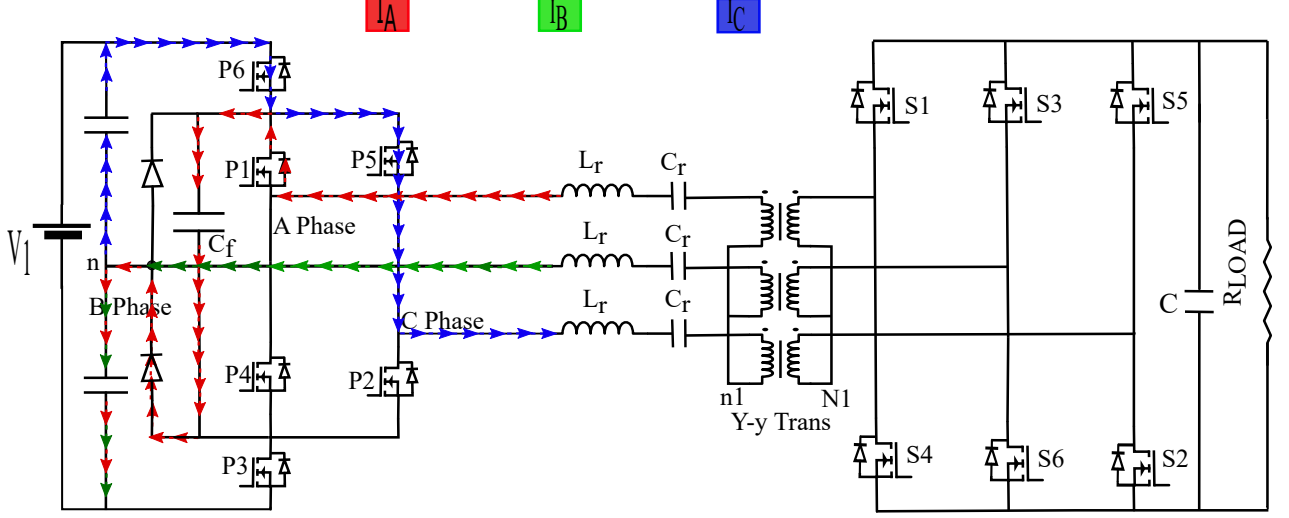 IA IB IC
P6
S1 S3 S5
P1 P5
Lr Cr
A Phase
Cf
Lr Cr
V1
n
B Phase
Lr Cr
C Phase
C
RLOAD
P4 P2
n1 N1
Y-y Trans
P3
S4 S6 S2